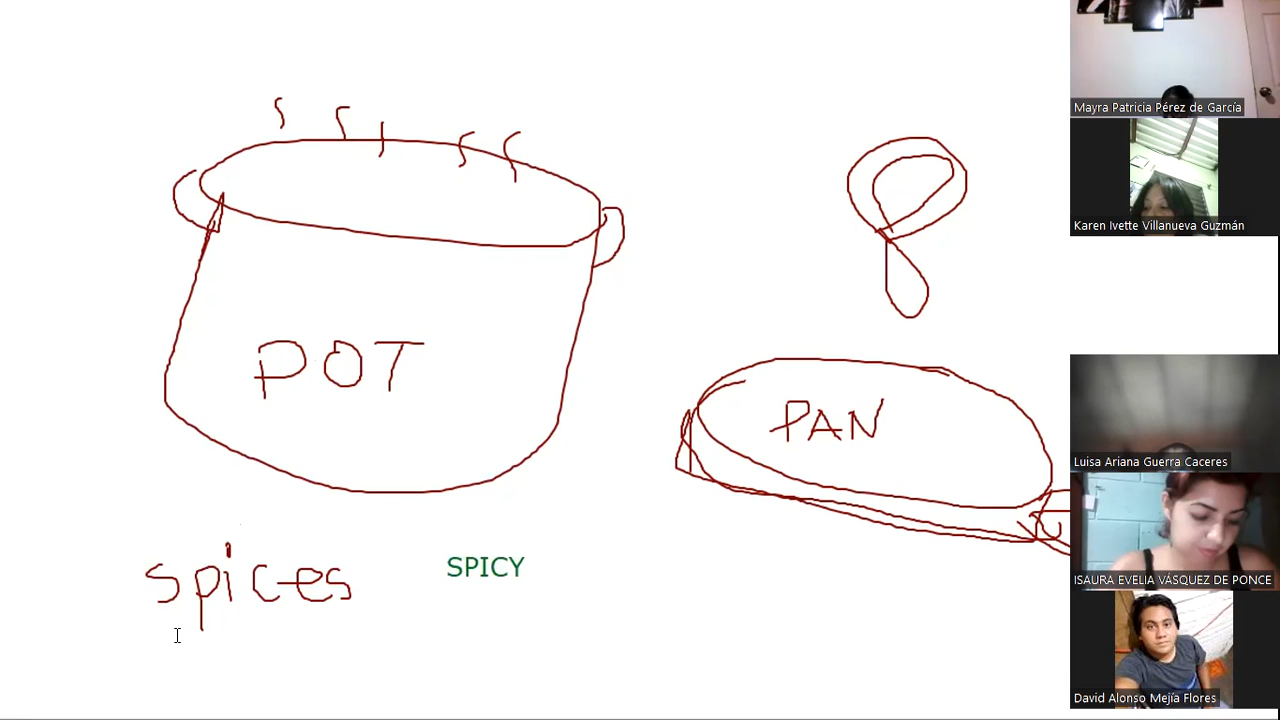 POT
PAN
spices
SPICY
Mayra Patricia Pérez de García
Karen Ivette Villanueva Guzmán
Luisa Ariana Guerra Caceres
ISAURA EVELIA VÁSQUEZ DE PONCE
David Alonso Mejía Flores